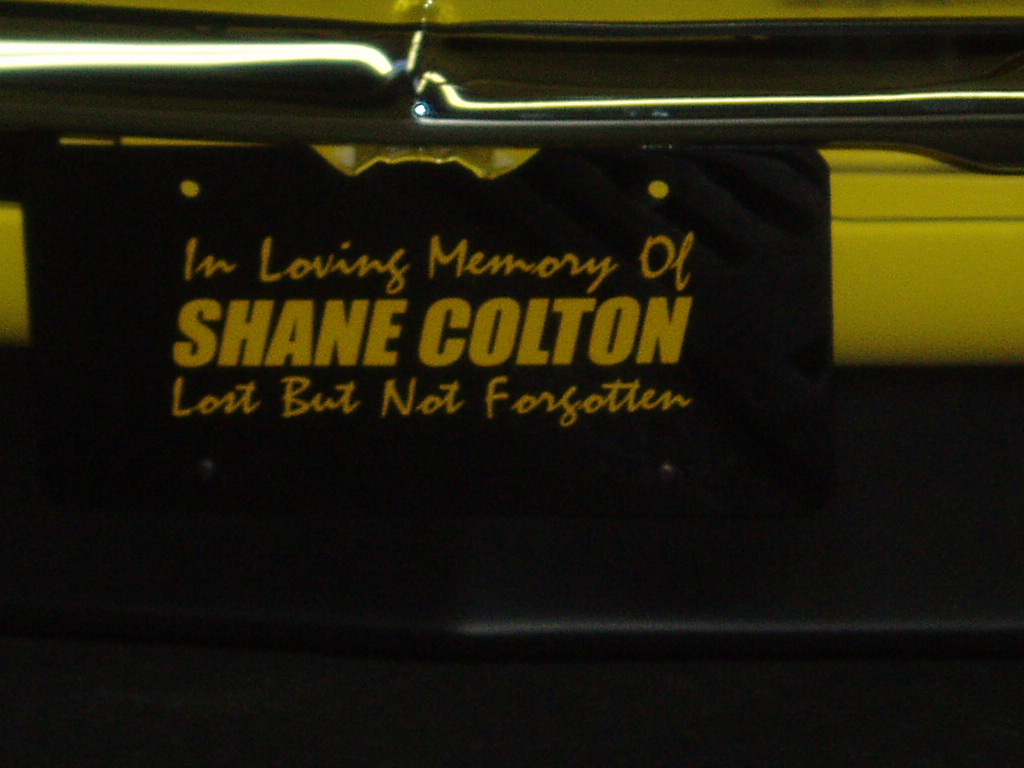 In Loving Memory Of
SHANE COLTON
Lost But Not Forgotten